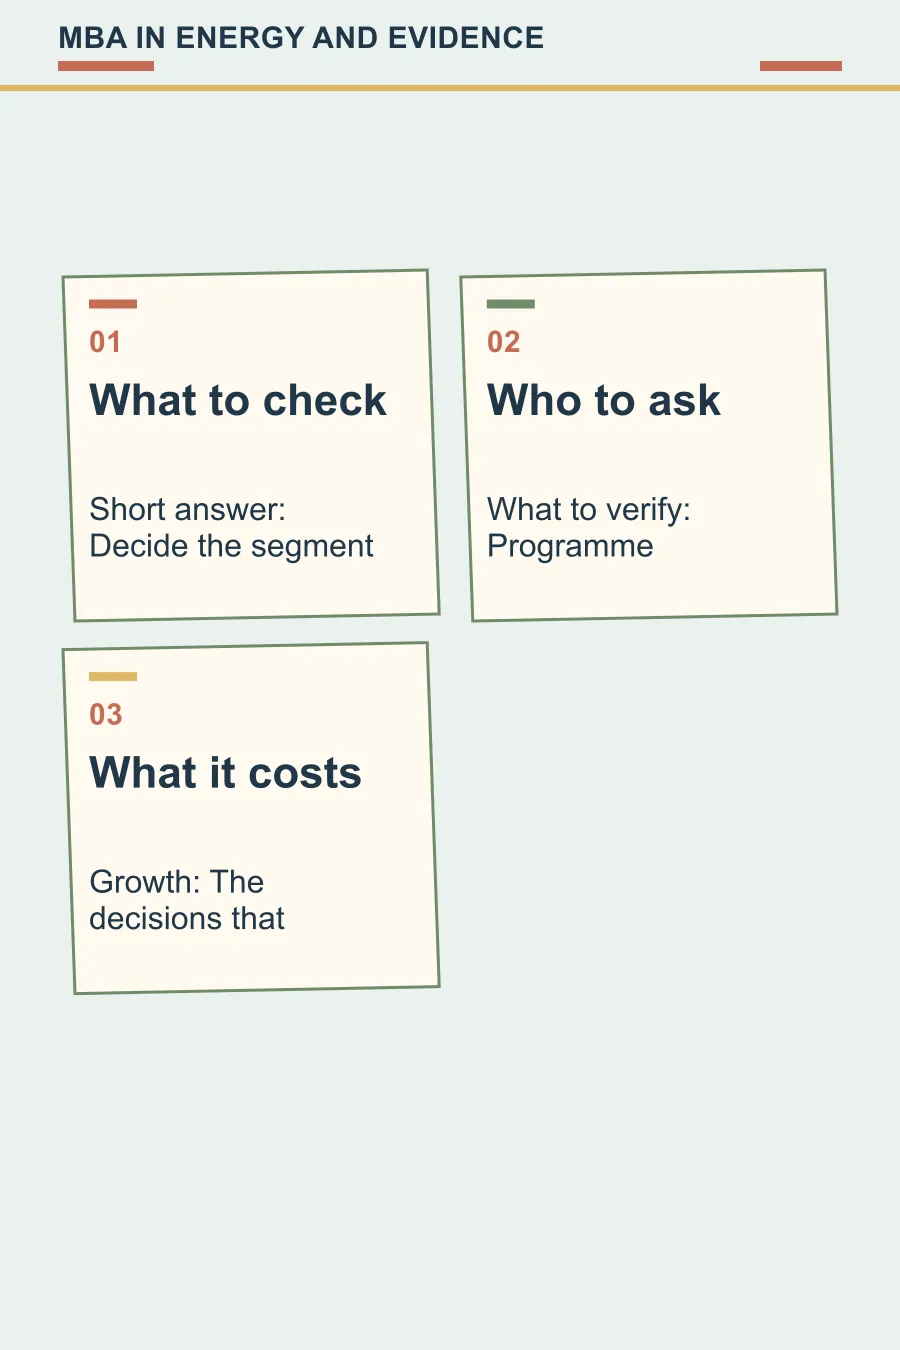 MBA IN ENERGY AND EVIDENCE
01
What to check
Short answer:
Decide the segment
02
Who to ask
What to verify:
Programme
03
What it costs
Growth: The
decisions that